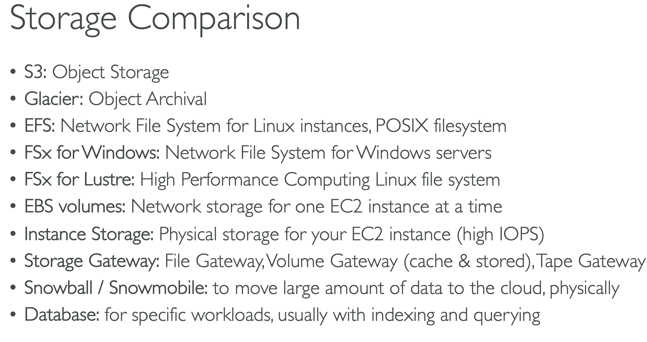 Storage Comparison
• S3: Object Storage
• Glacier: Object Archival
• EFS: Network File System for Linux instances, POSIX filesystem
• FSx for Windows: Network File System for Windows servers
• FSx for Lustre: High Performance Computing Linux file system
• EBS volumes: Network storage for one EC2 instance at a time
• Instance Storage: Physical storage for your EC2 instance (high IOPS)
• Storage Gateway: File Gateway, Volume Gateway (cache & stored), Tape Gateway
• Snowball / Snowmobile: to move large amount of data to the cloud, physically
• Database: for specific workloads, usually with indexing and querying